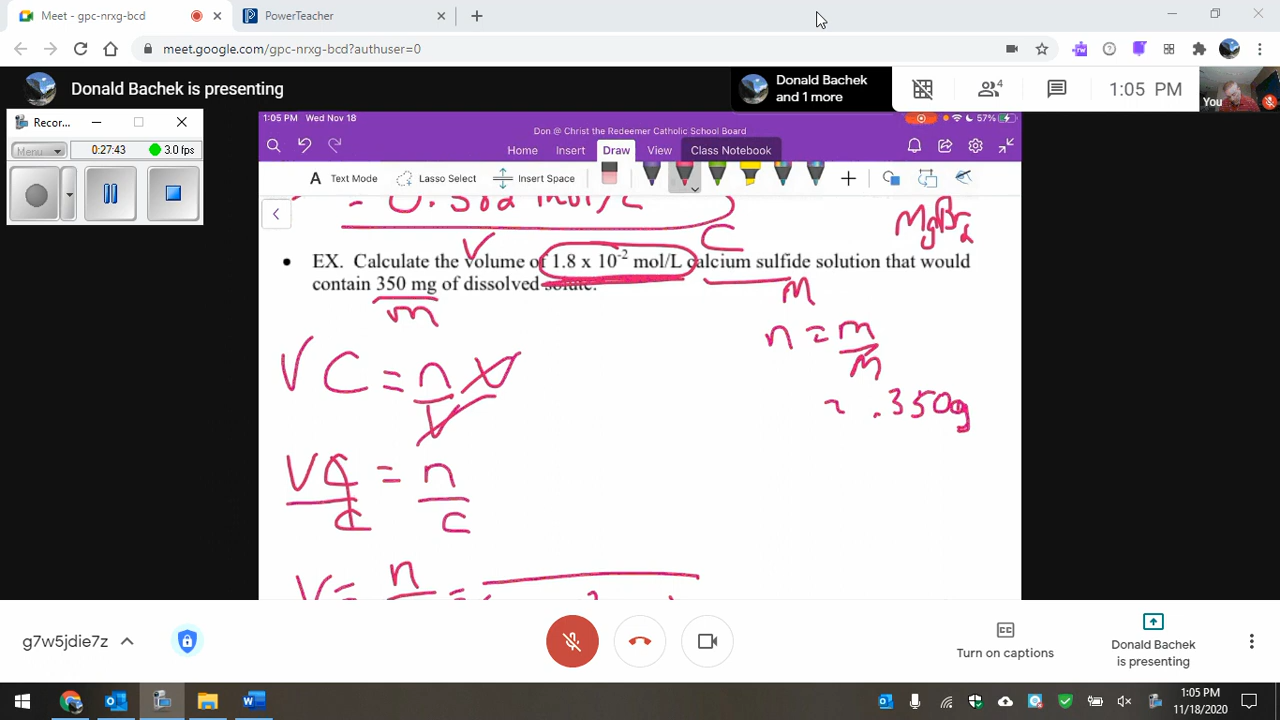 Meet - gpc-nrxg-bcd
PowerTeacher
meet.google.com/gpc-nrxg-bcd?authuser=0
Donald Bachek is presenting
Donald Bachek
and 1 more
4
1:05 PM
You
Recor...
Menu
0:27:43
3.0 fps
1:05 PM Wed Nov 18
57%
Don @ Christ the Redeemer Catholic School Board
Home Insert Draw View Class Notebook
A Text Mode Lasso Select Insert Space
= 0.382 mol/L
MgBr2
V C
• EX. Calculate the volume of 1.8 x 10-2 mol/L calcium sulfide solution that would
contain 350 mg of dissolved solute.
m M
n = m
M
= .350g
V C = n V
V
V C = n
C C
V = n =
g7w5jdie7z
CC
Turn on captions
Donald Bachek
is presenting
1:05 PM
11/18/2020